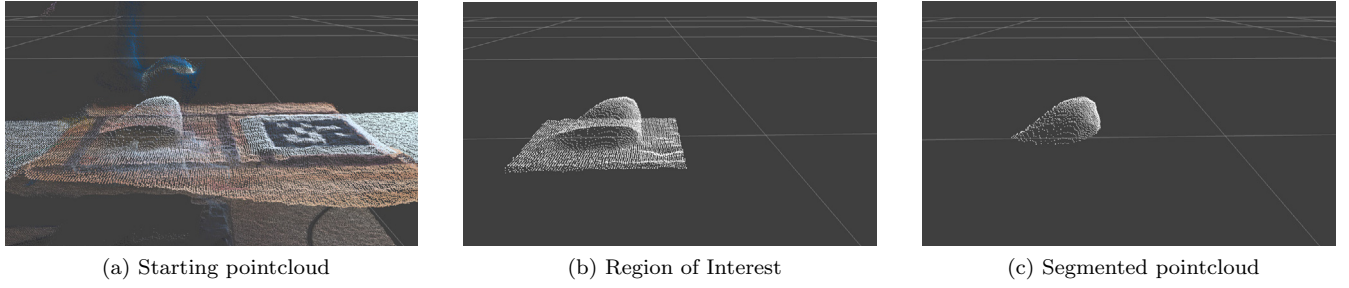 (a) Starting pointcloud
(b) Region of Interest
(c) Segmented pointcloud